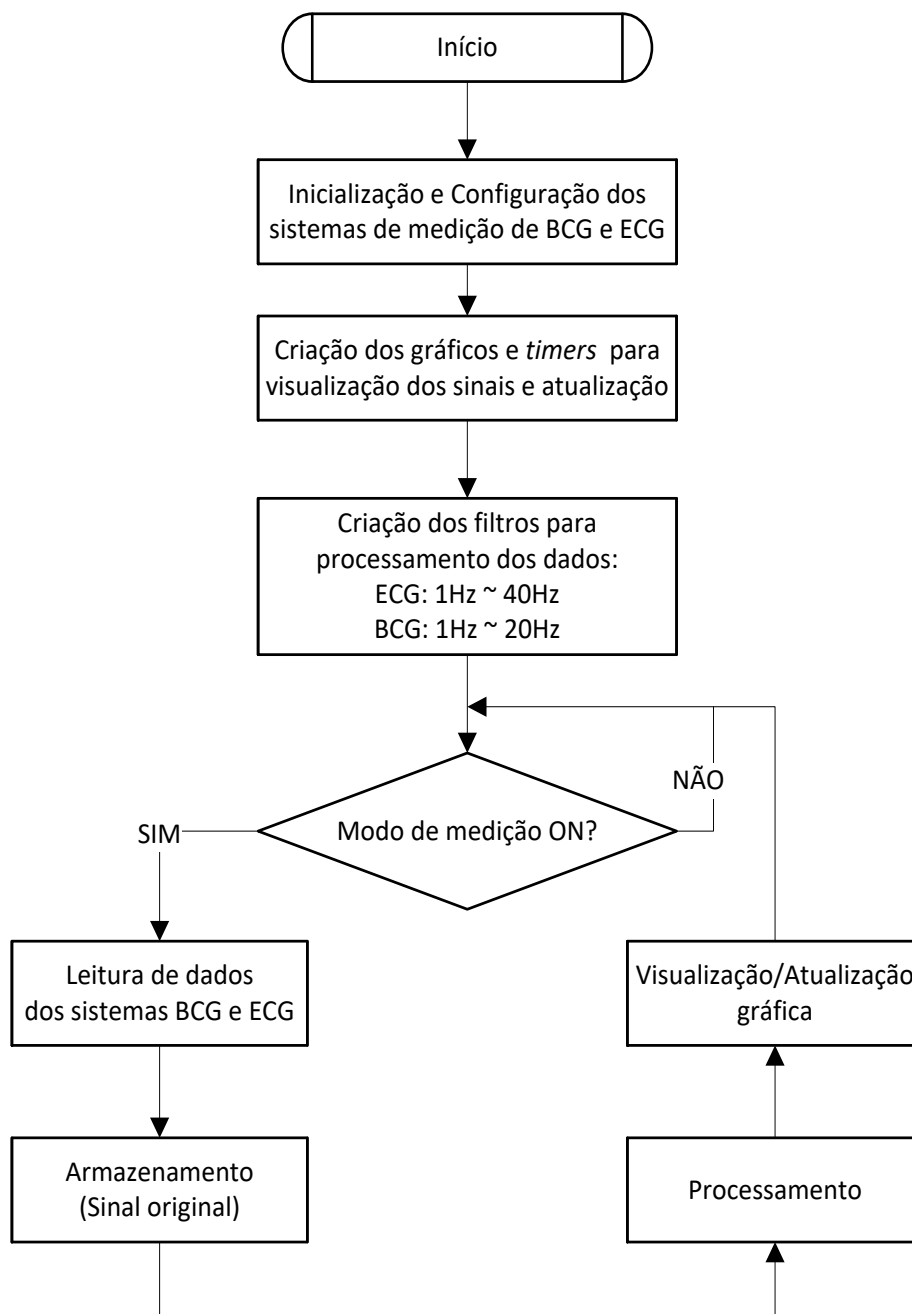 Início
Inicialização e Configuração dos
sistemas de medição de BCG e ECG
Criação dos gráficos e timers para
visualização dos sinais e atualização
Criação dos filtros para
processamento dos dados:
ECG: 1Hz ~ 40Hz
BCG: 1Hz ~ 20Hz
NÃO
SIM
Modo de medição ON?
Leitura de dados
dos sistemas BCG e ECG
Visualização/Atualização
gráfica
Armazenamento
(Sinal original)
Processamento